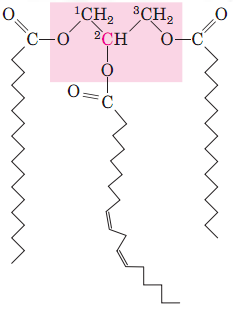 O ¹CH₂ ³CH₂ O
C O ²CH O C
O
O C